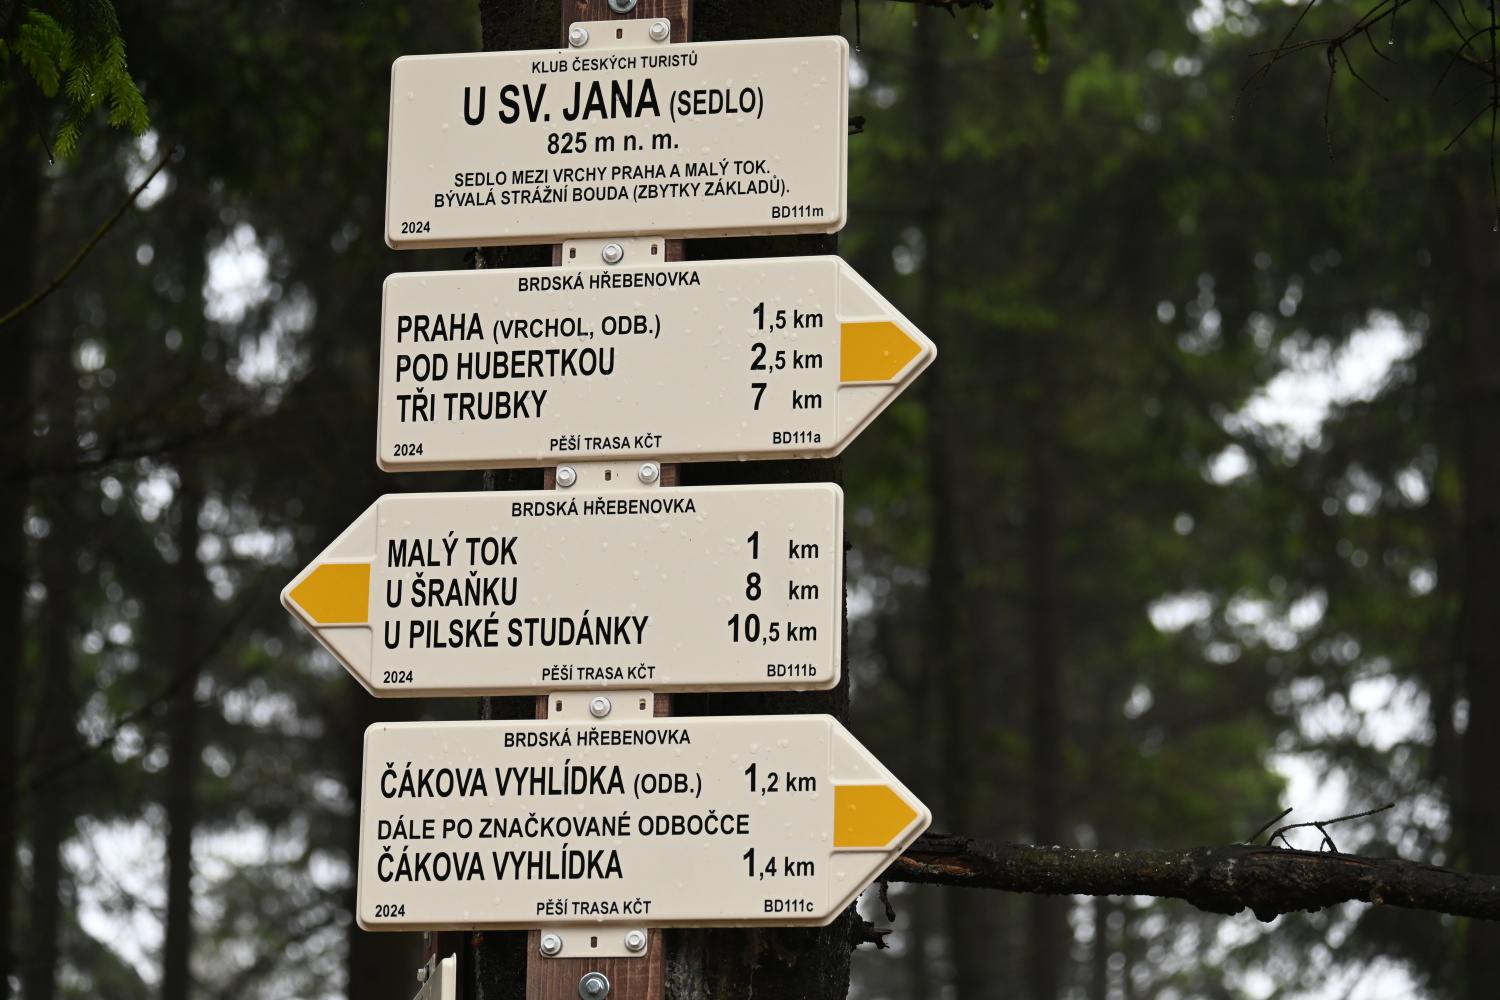 KLUB ČESKÝCH TURISTŮ
U SV. JANA (SEDLO)
825 m n. m.
SEDLO MEZI VRCHY PRAHA A MALÝ TOK.
BÝVALÁ STRÁŽNÍ BOUDA (ZBYTKY ZÁKLADŮ).
2024 BD111m
BRDSKÁ HŘEBENOVKA
PRAHA (VRCHOL, ODB.) 1,5 km
POD HUBERTKOU 2,5 km
TŘI TRUBKY 7 km
2024 PĚŠÍ TRASA KČT BD111a
BRDSKÁ HŘEBENOVKA
MALÝ TOK 1 km
U ŠRAŇKU 8 km
U PILSKÉ STUDÁNKY 10,5 km
2024 PĚŠÍ TRASA KČT BD111b
BRDSKÁ HŘEBENOVKA
ČÁKOVA VYHLÍDKA (ODB.) 1,2 km
DÁLE PO ZNAČKOVANÉ ODBOČCE
ČÁKOVA VYHLÍDKA 1,4 km
2024 PĚŠÍ TRASA KČT BD111c